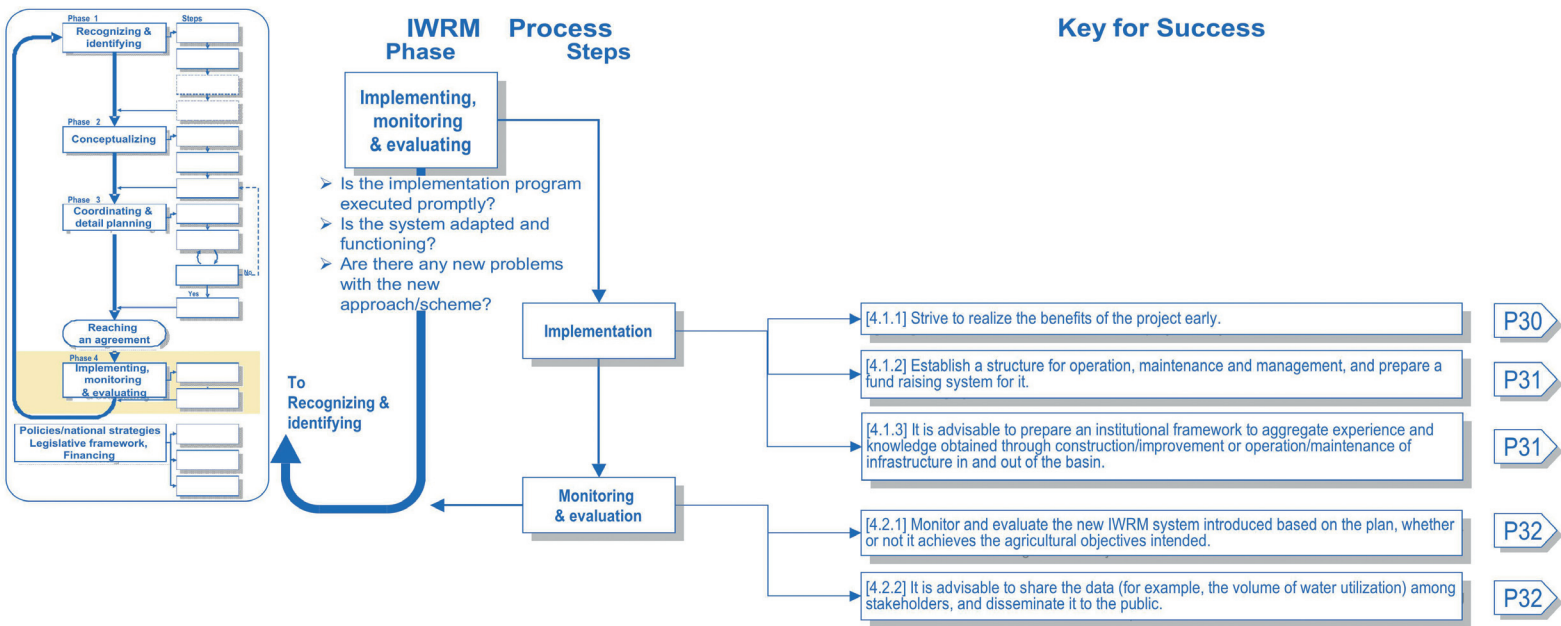 Phase 1
Steps
Recognizing &
identifying
Phase 2
Conceptualizing
Phase 3
Coordinating &
detail planning
No
Yes
Reaching
an agreement
Phase 4
Implementing,
monitoring
& evaluating
Policies/national strategies
Legislative framework,
Financing
IWRM Process
Phase Steps
Key for Success
Implementing,
monitoring
& evaluating
➢ Is the implementation program
executed promptly?
➢ Is the system adapted and
functioning?
➢ Are there any new problems
with the new
approach/scheme?
To
Recognizing &
identifying
Implementation
Monitoring
& evaluation
[4.1.1] Strive to realize the benefits of the project early.
P30
[4.1.2] Establish a structure for operation, maintenance and management, and prepare a
fund raising system for it.
P31
[4.1.3] It is advisable to prepare an institutional framework to aggregate experience and
knowledge obtained through construction/improvement or operation/maintenance of
infrastructure in and out of the basin.
P31
[4.2.1] Monitor and evaluate the new IWRM system introduced based on the plan, whether
or not it achieves the agricultural objectives intended.
P32
[4.2.2] It is advisable to share the data (for example, the volume of water utilization) among
stakeholders, and disseminate it to the public.
P32